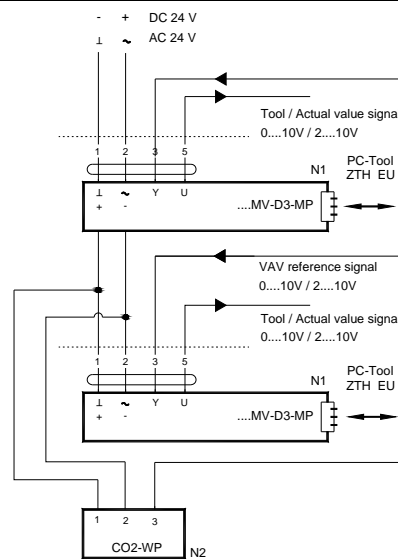 - + DC 24 V
⊥ ~ AC 24 V
Tool / Actual value signal
0....10V / 2....10V
1 2 3 5
N1
PC-Tool
ZTH EU
⊥ ~ Y U
+ -
....MV-D3-MP
VAV reference signal
0....10V / 2....10V
Tool / Actual value signal
0....10V / 2....10V
1 2 3 5
N1
PC-Tool
ZTH EU
⊥ ~ Y U
+ -
....MV-D3-MP
1 2 3
CO2-WP
N2